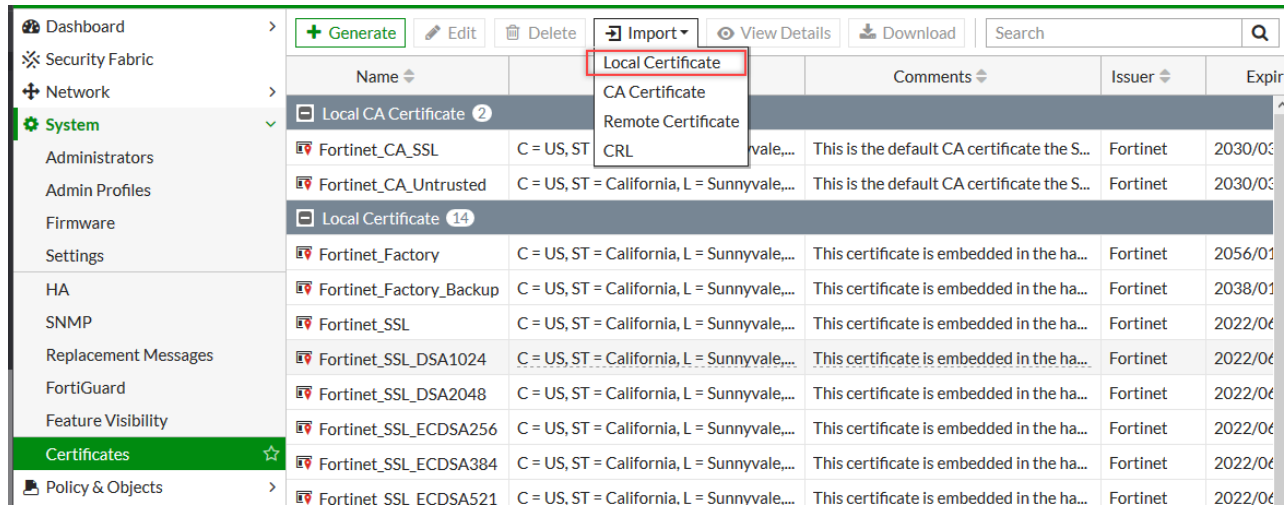 Dashboard
Security Fabric
Network
System
Administrators
Admin Profiles
Firmware
Settings
HA
SNMP
Replacement Messages
FortiGuard
Feature Visibility
Certificates
Policy & Objects
Generate Edit Delete Import View Details Download Search
Local Certificate
CA Certificate
Remote Certificate
CRL
Name Comments Issuer Expir
Local CA Certificate 2
Fortinet_CA_SSL C = US, ST vale,... This is the default CA certificate the S... Fortinet 2030/03
Fortinet_CA_Untrusted C = US, ST = California, L = Sunnyvale,... This is the default CA certificate the S... Fortinet 2030/03
Local Certificate 14
Fortinet_Factory C = US, ST = California, L = Sunnyvale,... This certificate is embedded in the ha... Fortinet 2056/01
Fortinet_Factory_Backup C = US, ST = California, L = Sunnyvale,... This certificate is embedded in the ha... Fortinet 2038/01
Fortinet_SSL C = US, ST = California, L = Sunnyvale,... This certificate is embedded in the ha... Fortinet 2022/06
Fortinet_SSL_DSA1024 C = US, ST = California, L = Sunnyvale,... This certificate is embedded in the ha... Fortinet 2022/06
Fortinet_SSL_DSA2048 C = US, ST = California, L = Sunnyvale,... This certificate is embedded in the ha... Fortinet 2022/06
Fortinet_SSL_ECDSA256 C = US, ST = California, L = Sunnyvale,... This certificate is embedded in the ha... Fortinet 2022/06
Fortinet_SSL_ECDSA384 C = US, ST = California, L = Sunnyvale,... This certificate is embedded in the ha... Fortinet 2022/06
Fortinet_SSL_ECDSA521 C = US, ST = California, L = Sunnyvale,... This certificate is embedded in the ha... Fortinet 2022/06